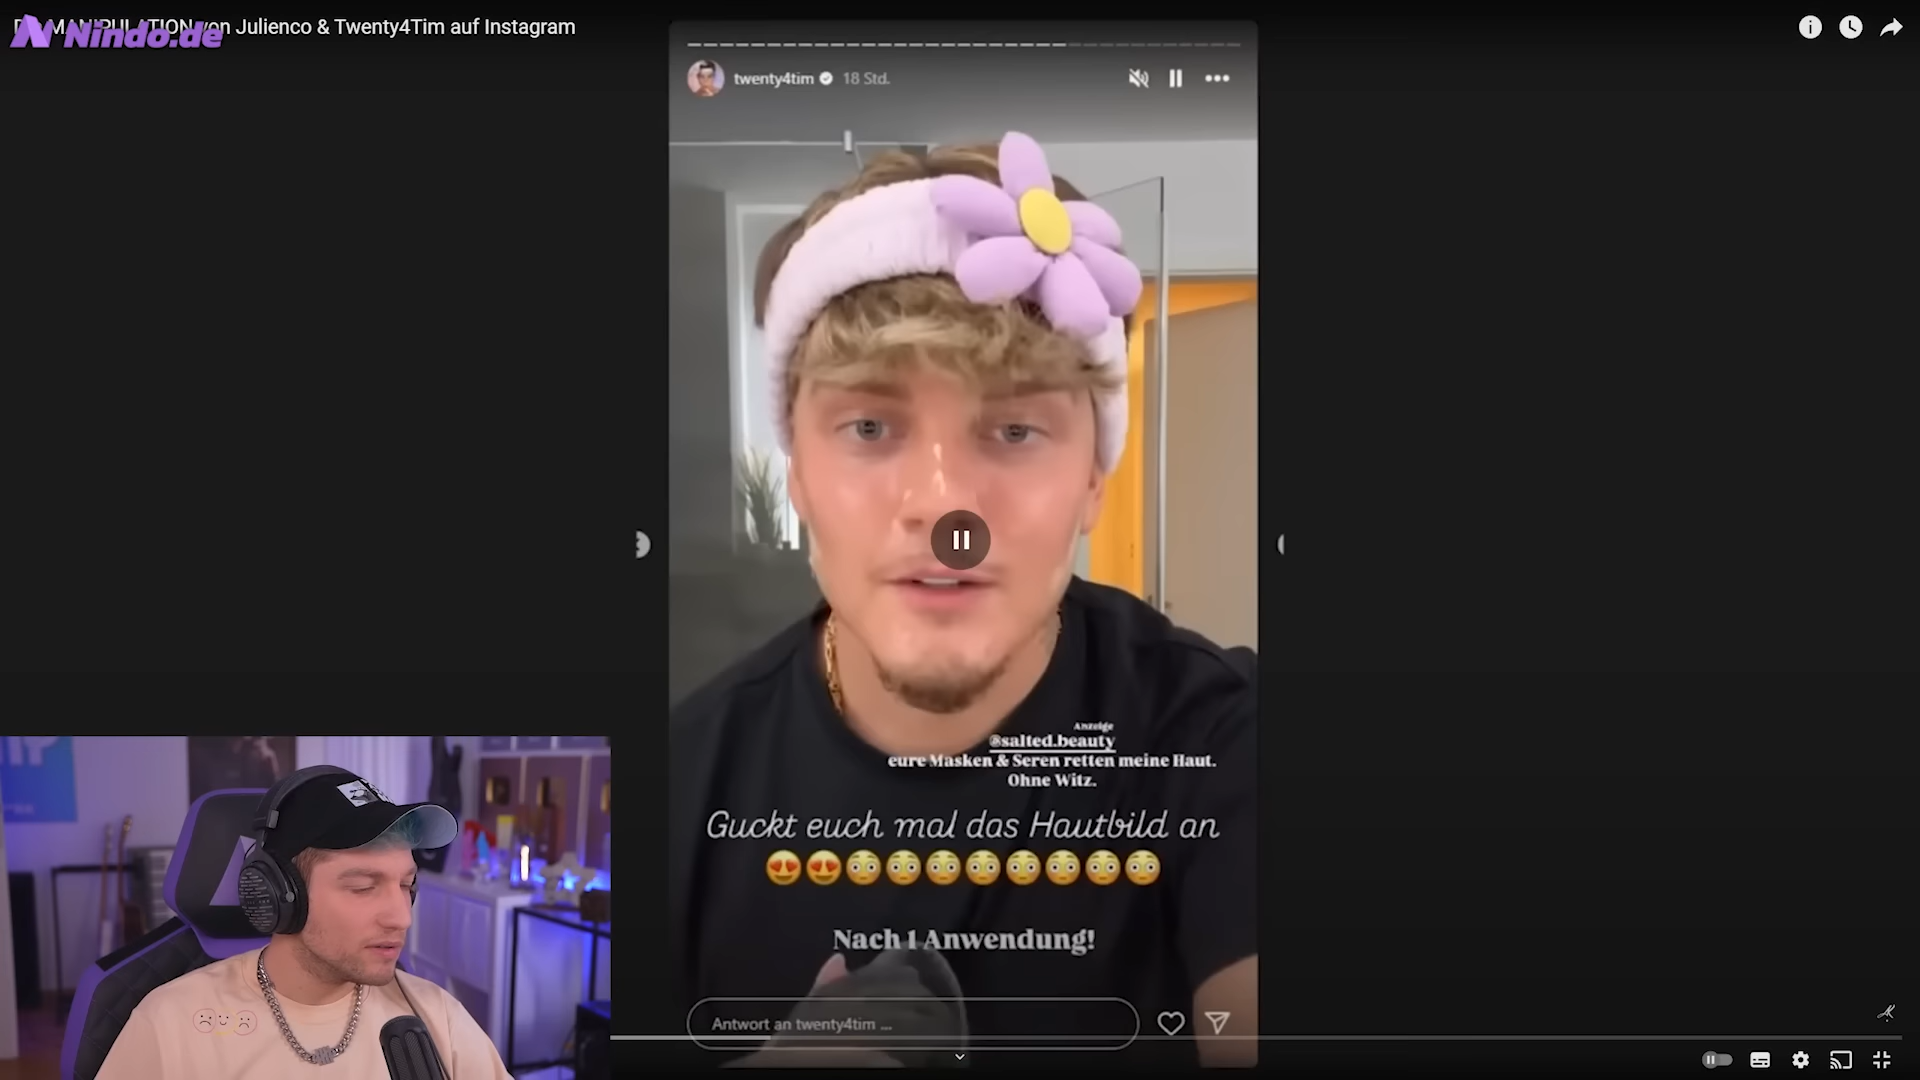 von Julienco & Twenty4Tim auf Instagram
Nindo.de
twenty4tim 18 Std.
Anzeige
@salted.beauty
eure Masken & Seren retten meine Haut.
Ohne Witz.
Guckt euch mal das Hautbild an
😍😍😳😳😳😳😳😳😳😳
Nach 1 Anwendung!
Antwort an twenty4tim ...